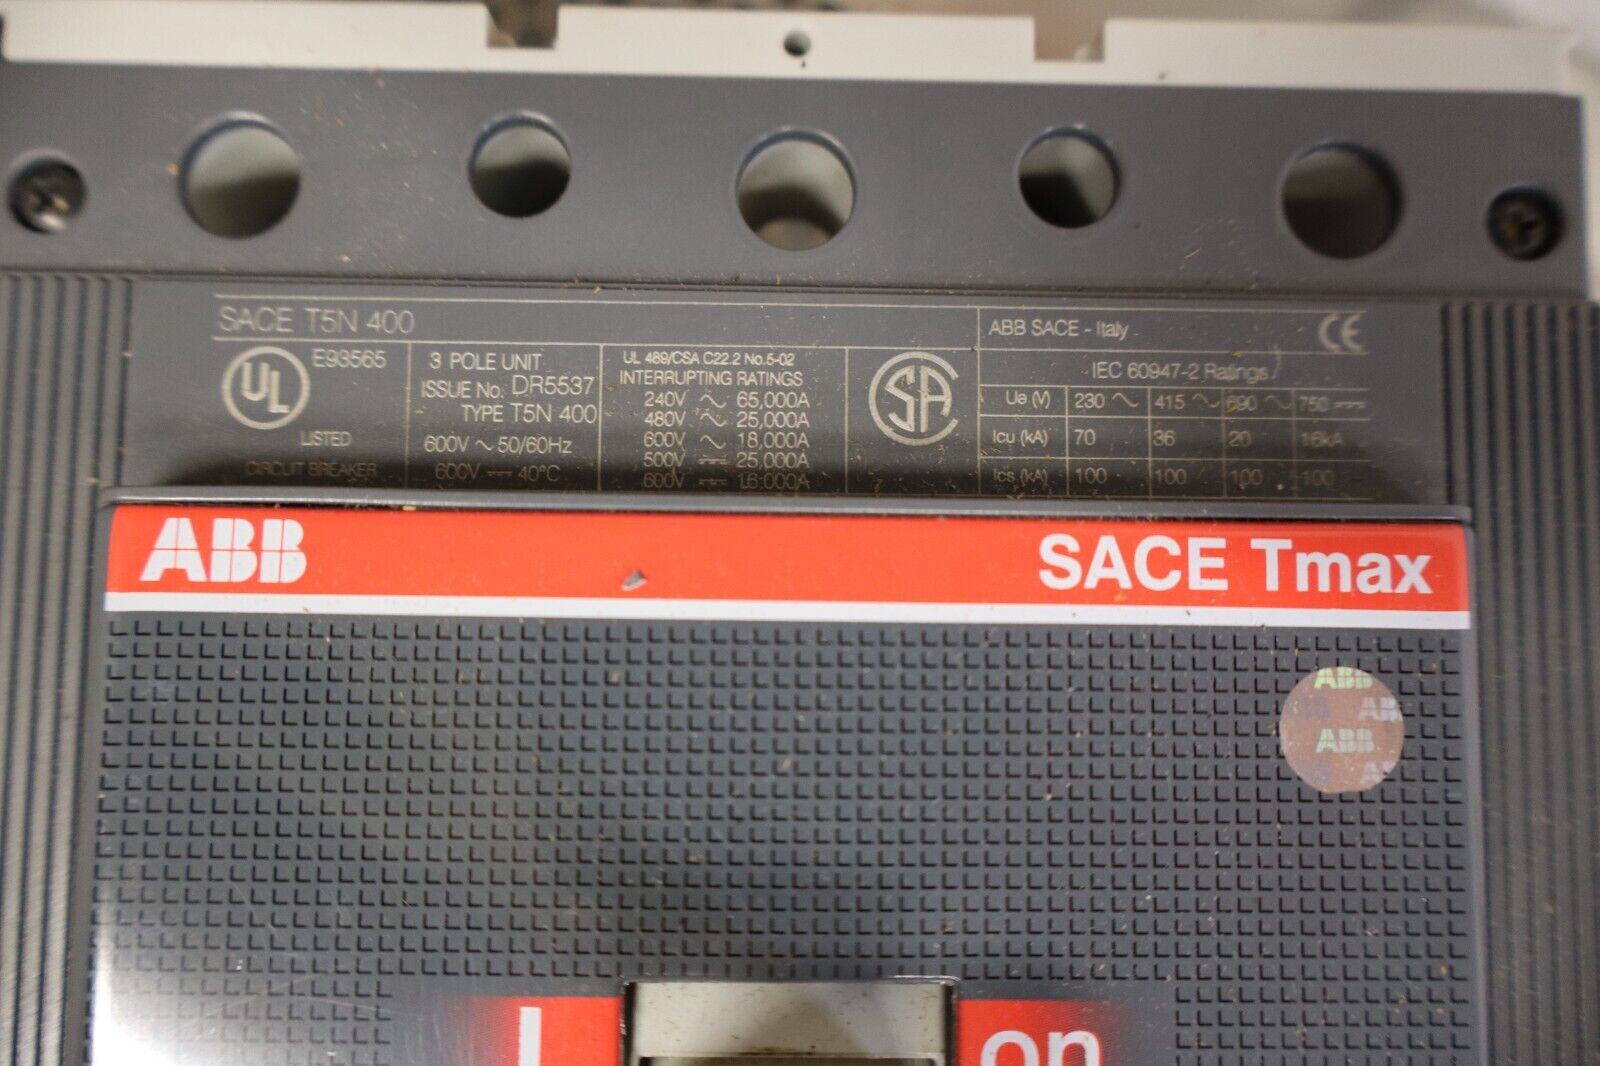 SACE T5N 400
UL
E93565
LISTED
CIRCUIT BREAKER
3 POLE UNIT
ISSUE No. DR5537
TYPE T5N 400
600V ~ 50/60Hz
600V ⎓ 40°C
UL 489/CSA C22.2 No.5-02
INTERRUPTING RATINGS
240V ~ 65,000A
480V ~ 25,000A
600V ~ 18,000A
500V ⎓ 25,000A
600V ⎓ 16,000A
SA
ABB SACE - Italy
CE
IEC 60947-2 Ratings
Ue (V) 230 ~ 415 ~ 690 ~ 750 ⎓
Icu (kA) 70 36 20 16kA
Ics (kA) 100 100 100 100
ABB
SACE Tmax
ABB
ABB
I
on